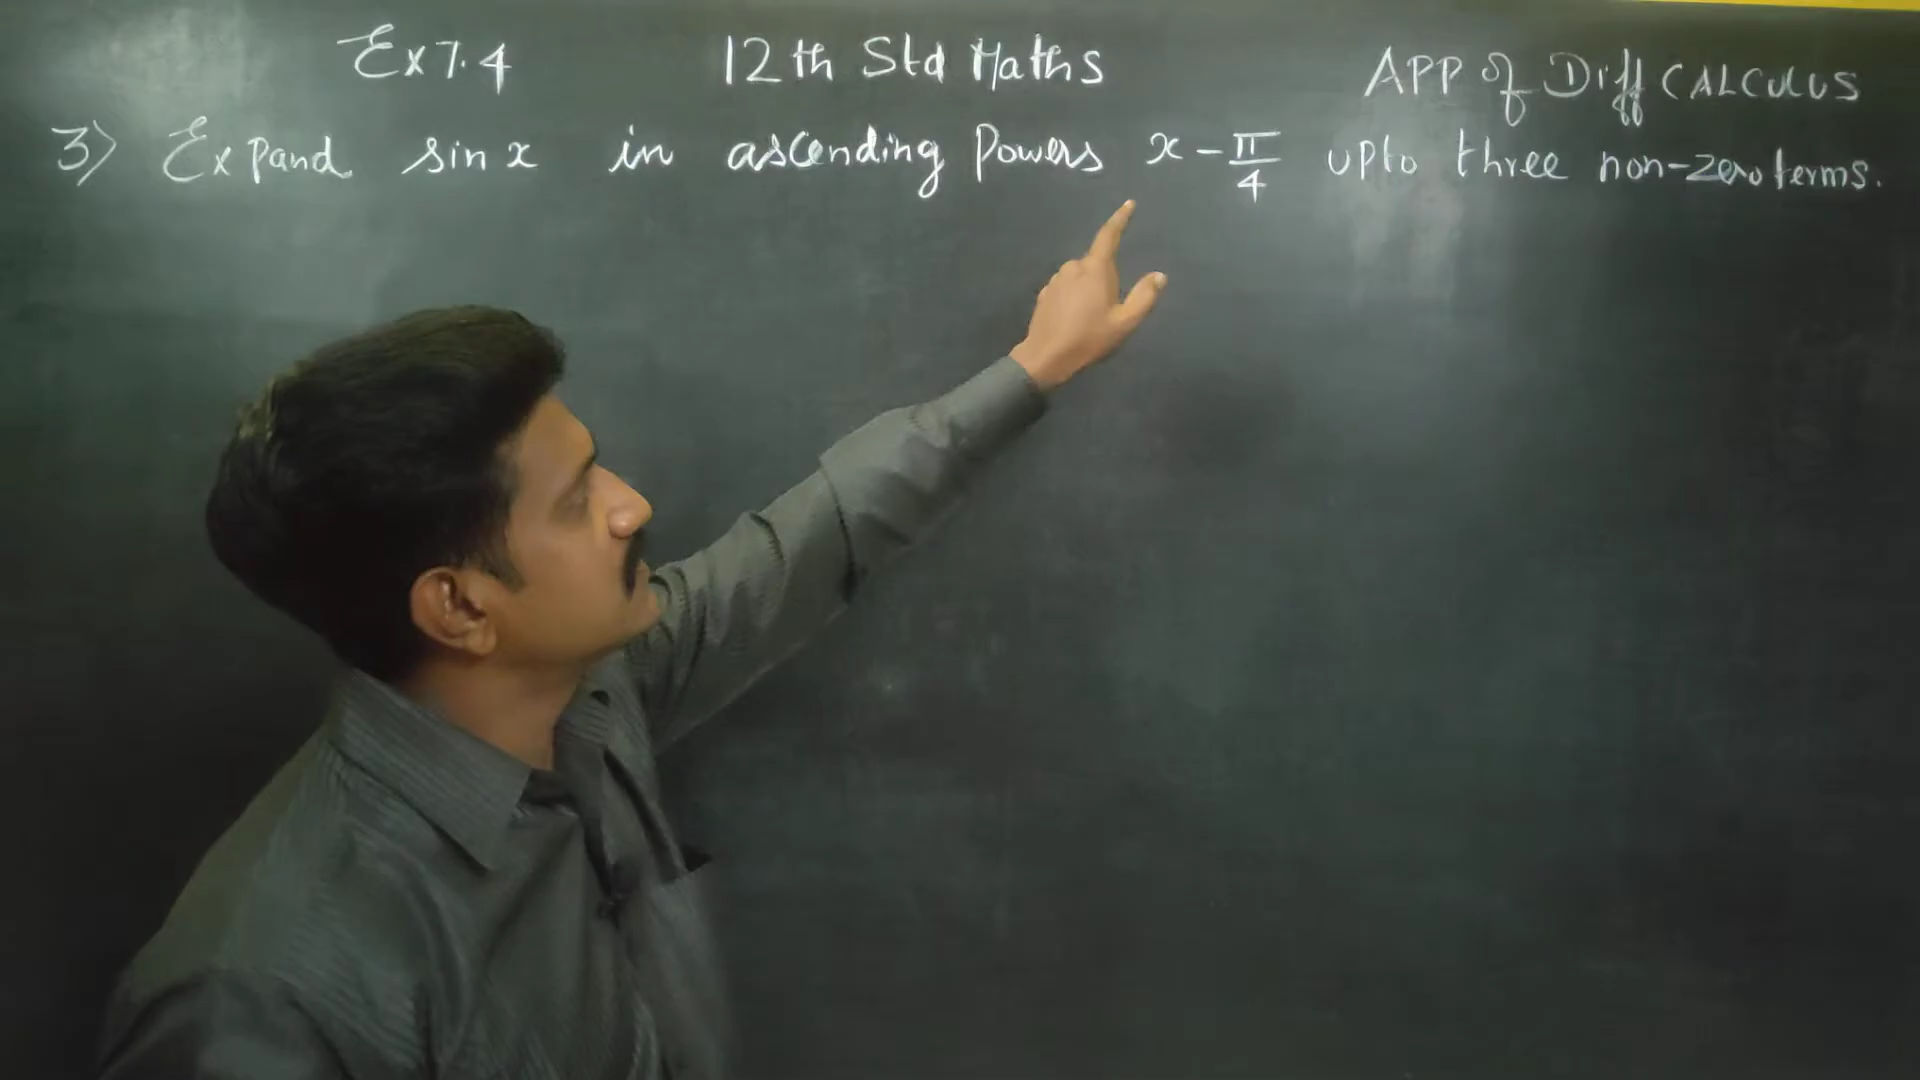 Ex 7.4 12th Std Maths APP of Diff CALCULUS
3) Expand sin x in ascending Powers x - π/4 upto three non-zero terms.